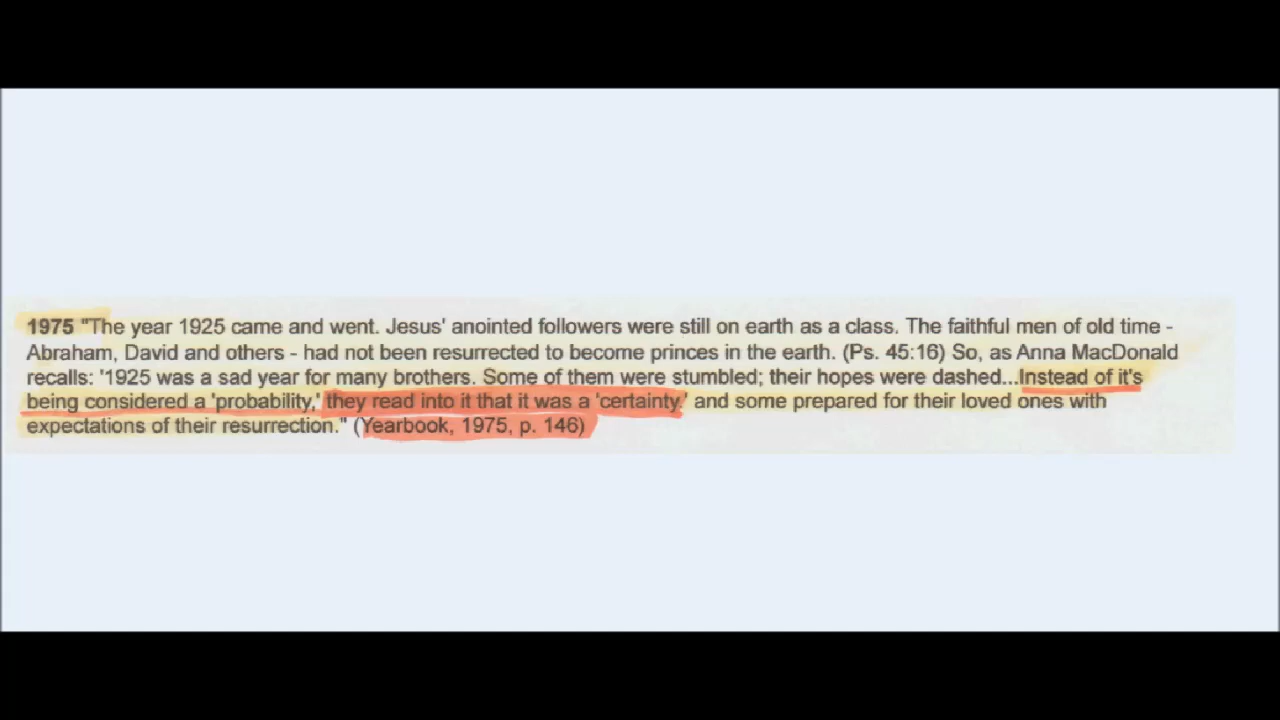 1975 "The year 1925 came and went. Jesus' anointed followers were still on earth as a class. The faithful men of old time -
Abraham, David and others - had not been resurrected to become princes in the earth. (Ps. 45:16) So, as Anna MacDonald
recalls: '1925 was a sad year for many brothers. Some of them were stumbled; their hopes were dashed...Instead of it's
being considered a 'probability,' they read into it that it was a 'certainty,' and some prepared for their loved ones with
expectations of their resurrection." (Yearbook, 1975, p. 146)